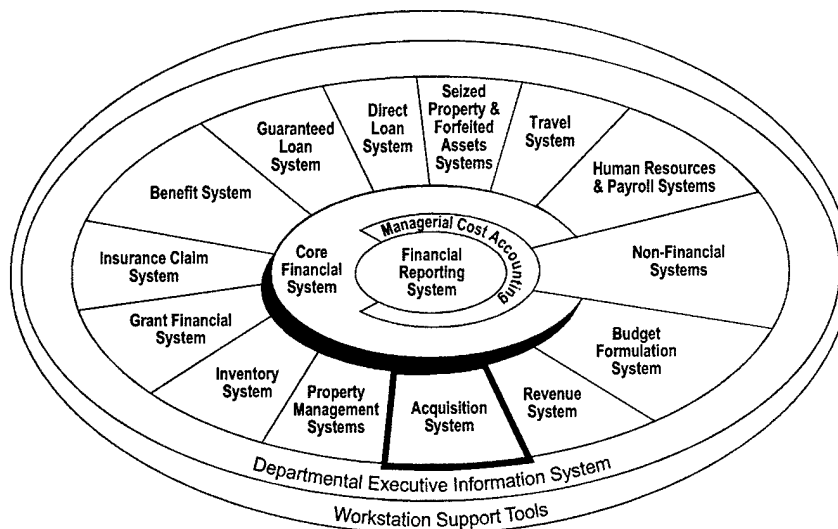 Seized
Property &
Forfeited
Assets
Systems
Direct
Loan
System
Travel
System
Guaranteed
Loan
System
Human Resources
& Payroll Systems
Benefit System
Managerial Cost Accounting
Core
Financial
System
Financial
Reporting
System
Non-Financial
Systems
Insurance Claim
System
Grant Financial
System
Budget
Formulation
System
Inventory
System
Property
Management
Systems
Acquisition
System
Revenue
System
Departmental Executive Information System
Workstation Support Tools